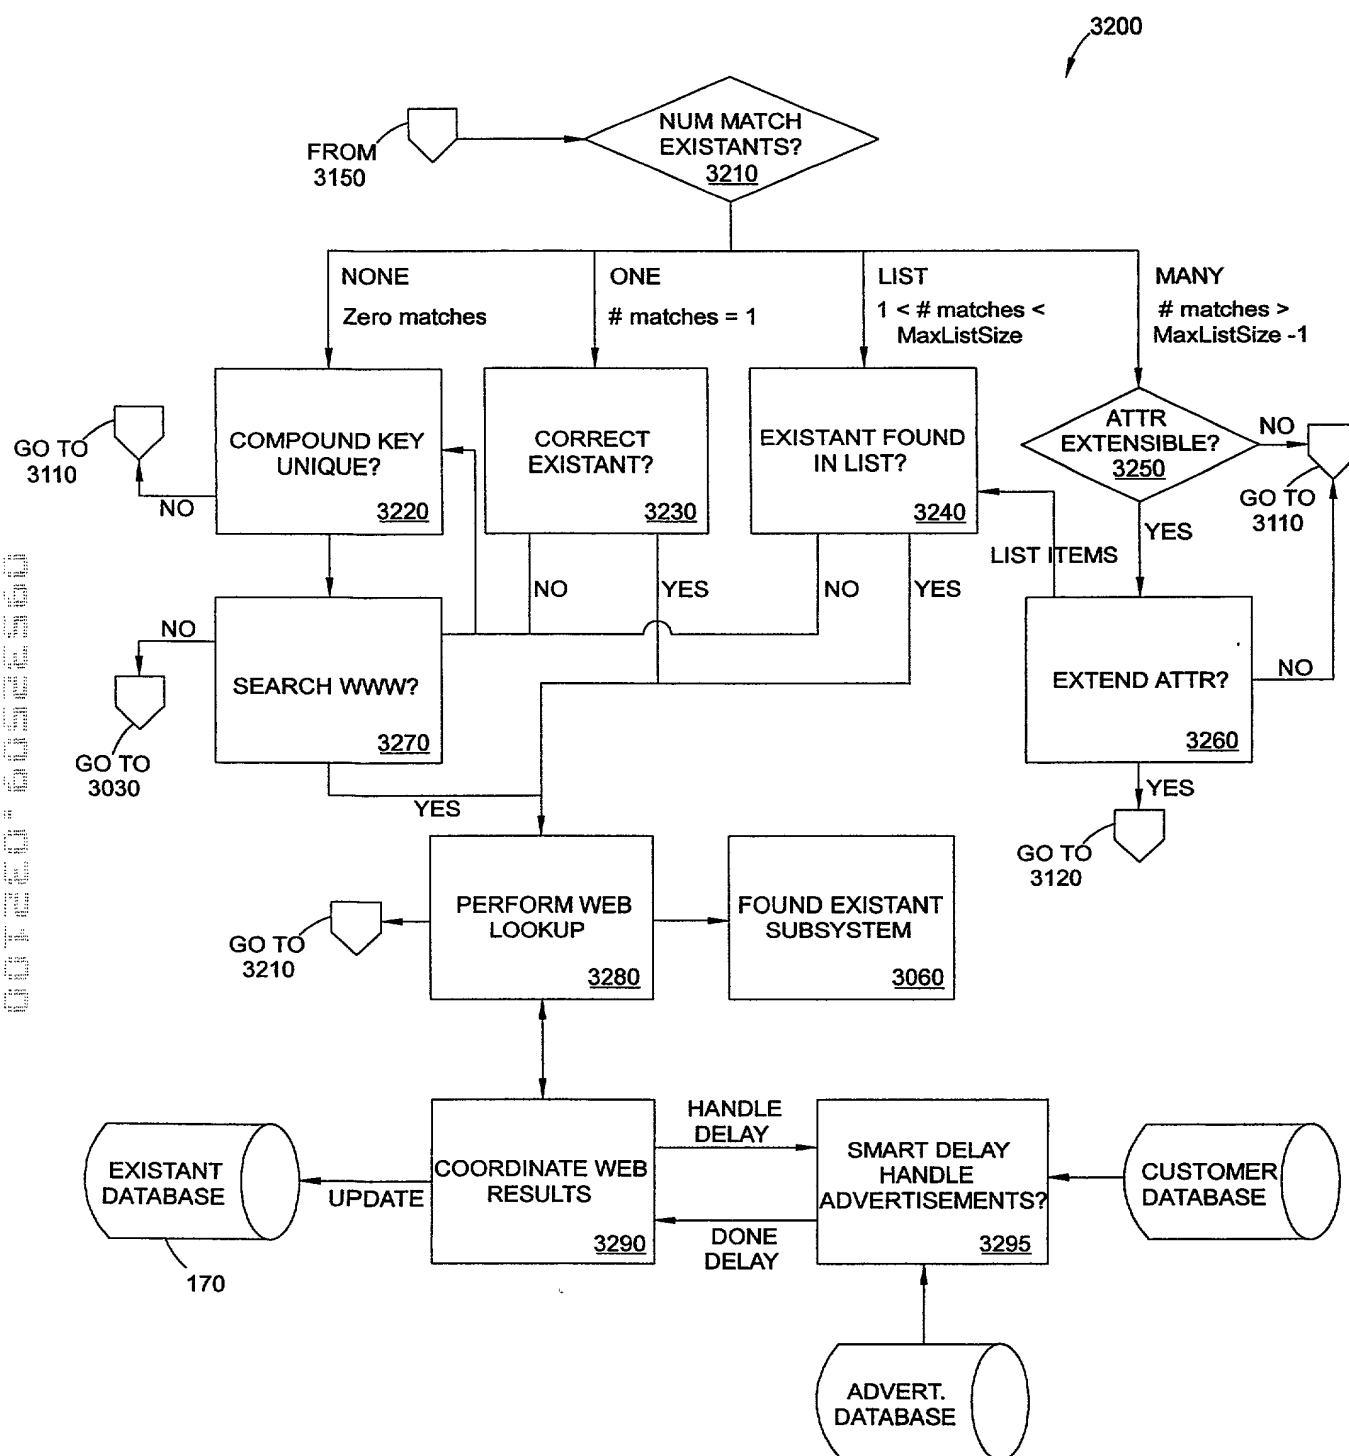 3200
NUM MATCH
EXISTANTS?
3210
FROM
3150
NONE
Zero matches
ONE
# matches = 1
LIST
1 < # matches <
MaxListSize
MANY
# matches >
MaxListSize -1
GO TO
3110
NO
COMPOUND KEY
UNIQUE?
3220
CORRECT
EXISTANT?
3230
EXISTANT FOUND
IN LIST?
3240
ATTR
EXTENSIBLE?
3250
NO
GO TO
3110
YES
LIST ITEMS
NO
YES
NO
YES
NO
GO TO
3030
SEARCH WWW?
3270
YES
EXTEND ATTR?
3260
NO
YES
GO TO
3120
GO TO
3210
PERFORM WEB
LOOKUP
3280
FOUND EXISTANT
SUBSYSTEM
3060
EXISTANT
DATABASE
170
UPDATE
COORDINATE WEB
RESULTS
3290
HANDLE
DELAY
DONE
DELAY
SMART DELAY
HANDLE
ADVERTISEMENTS?
3295
CUSTOMER
DATABASE
ADVERT.
DATABASE